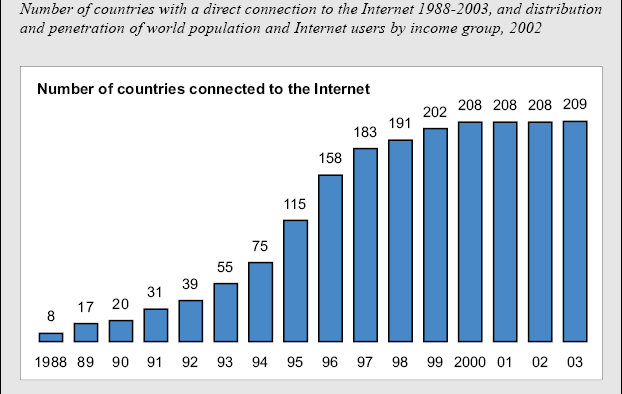 Number of countries with a direct connection to the Internet 1988-2003, and distribution
and penetration of world population and Internet users by income group, 2002
Number of countries connected to the Internet
8 17 20 31 39 55 75 115 158 183 191 202 208 208 208 209
1988 89 90 91 92 93 94 95 96 97 98 99 2000 01 02 03